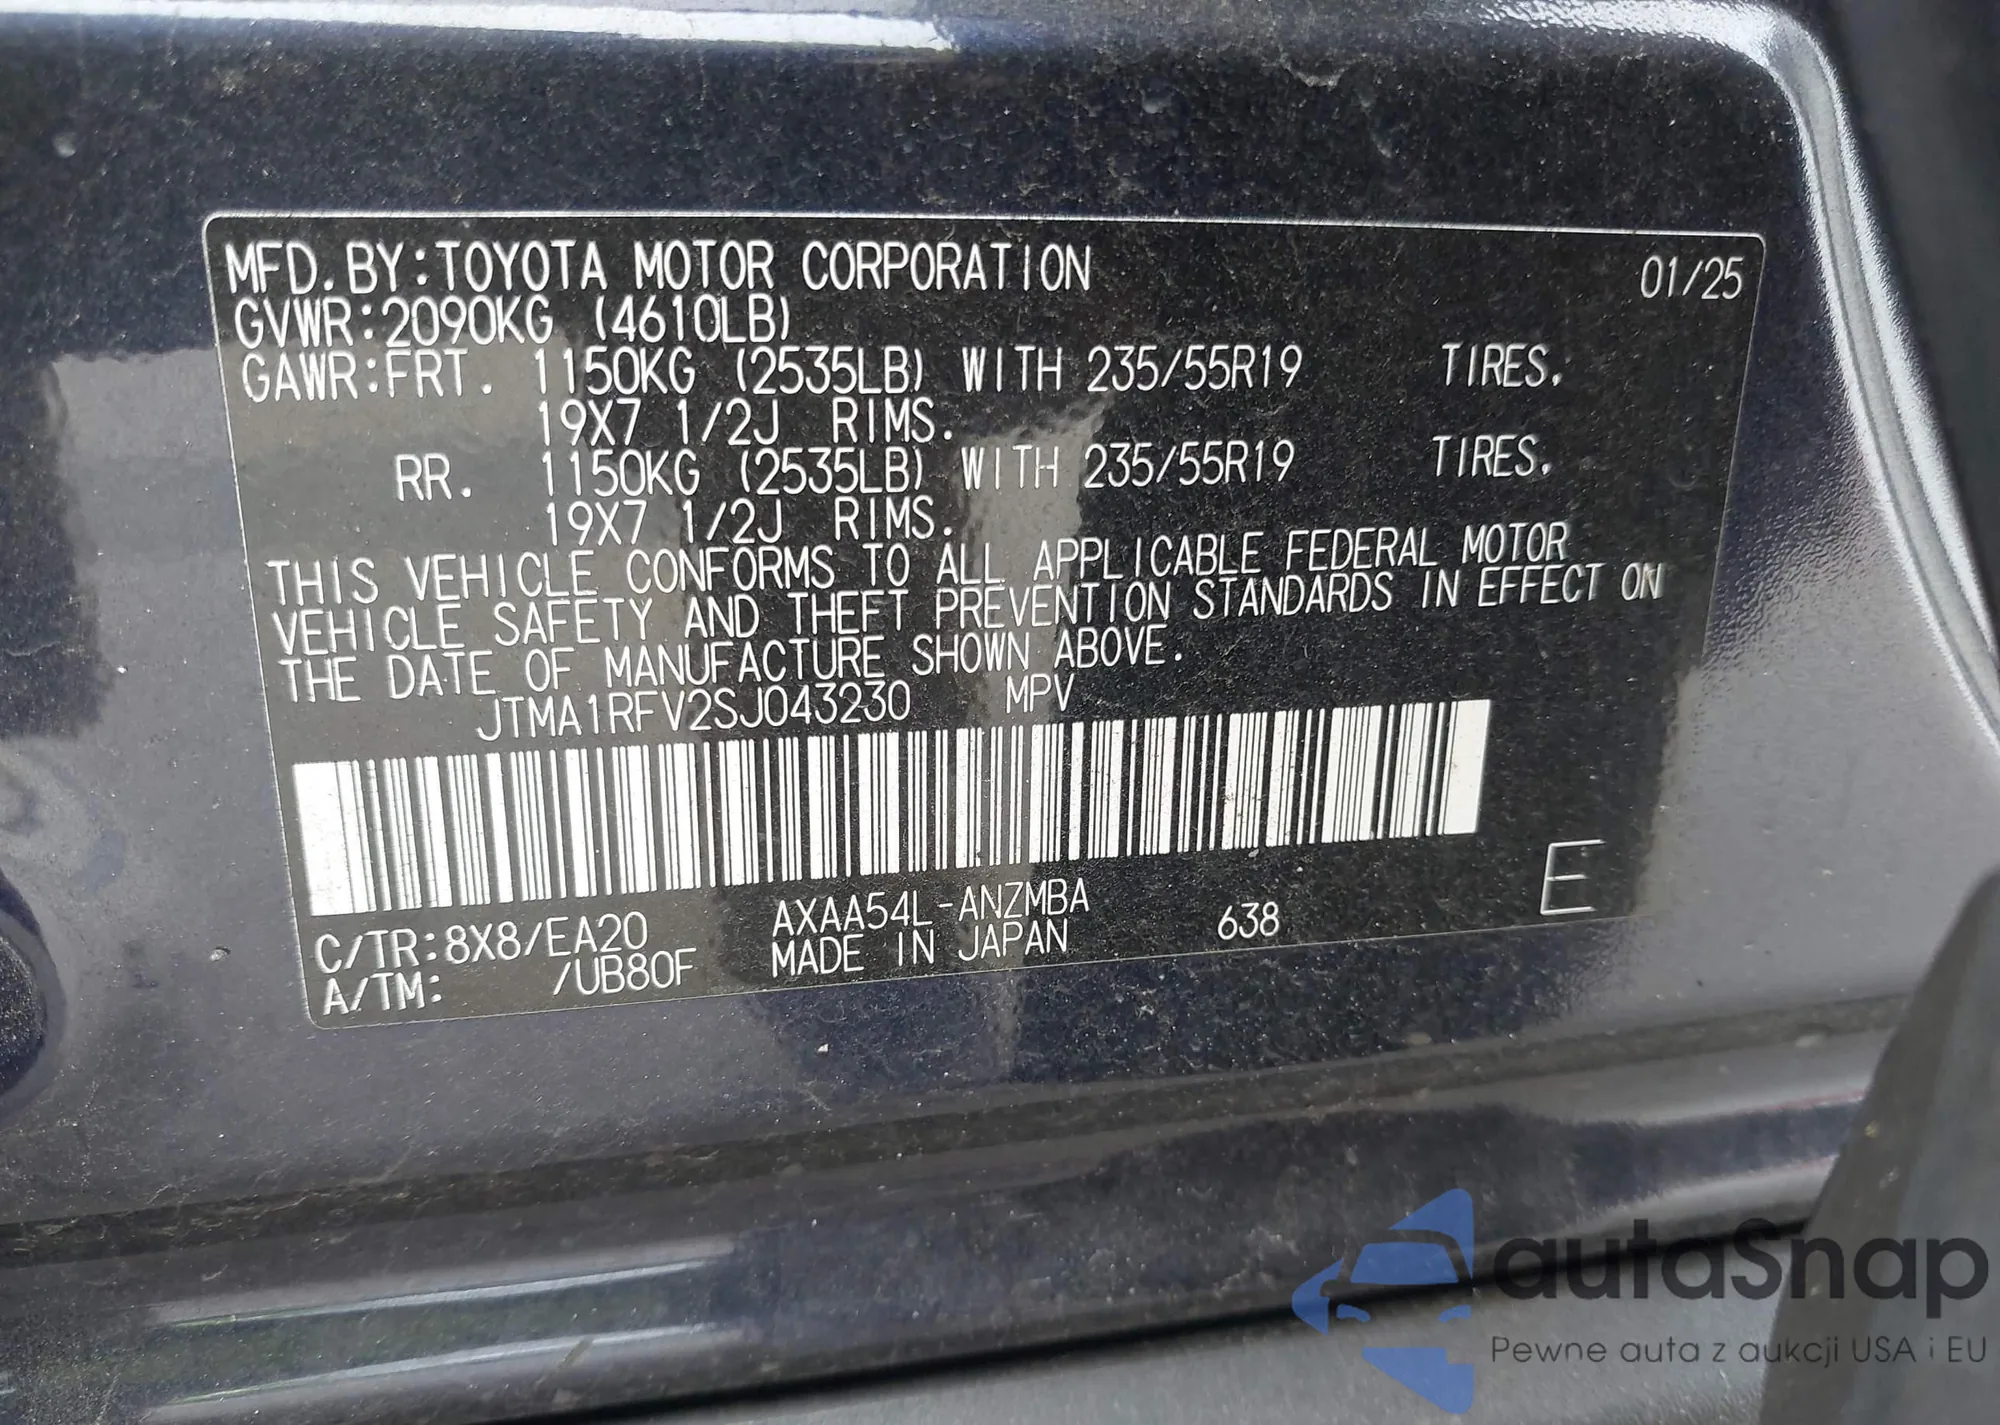 MFD.BY:TOYOTA MOTOR CORPORATION 01/25
GVWR:2090KG (4610LB)
GAWR:FRT. 1150KG (2535LB) WITH 235/55R19 TIRES,
19X7 1/2J RIMS.
RR. 1150KG (2535LB) WITH 235/55R19 TIRES,
19X7 1/2J RIMS.
THIS VEHICLE CONFORMS TO ALL APPLICABLE FEDERAL MOTOR
VEHICLE SAFETY AND THEFT PREVENTION STANDARDS IN EFFECT ON
THE DATE OF MANUFACTURE SHOWN ABOVE.
JTMA1RFV2SJ043230 MPV
C/TR:8X8/EA20 AXAA54L-ANZMBA 638 E
A/TM: /UB80F MADE IN JAPAN
autaSnap
Pewne auta z aukcji USA i EU